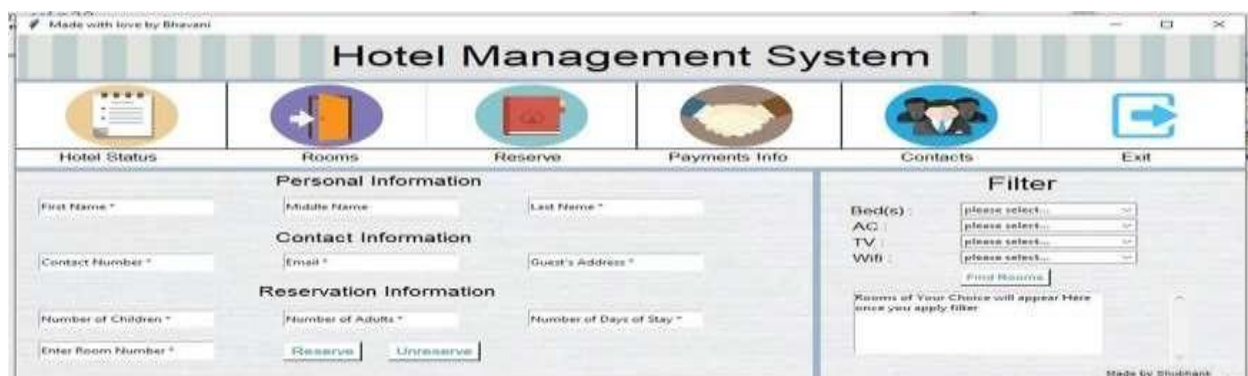 Made with love by Bhavani
Hotel Management System
Hotel Status Rooms Reserve Payments Info Contacts Exit
Personal Information
First Name * Middle Name Last Name *
Contact Information
Contact Number * Email * Guest's Address *
Reservation Information
Number of Children * Number of Adults * Number of Days of Stay *
Enter Room Number * Reserve Unreserve
Filter
Bed(s) : please select...
AC : please select...
TV : please select...
Wifi : please select...
Find Rooms
Rooms of Your Choice will appear Here
once you apply filter
Made by Shubhank